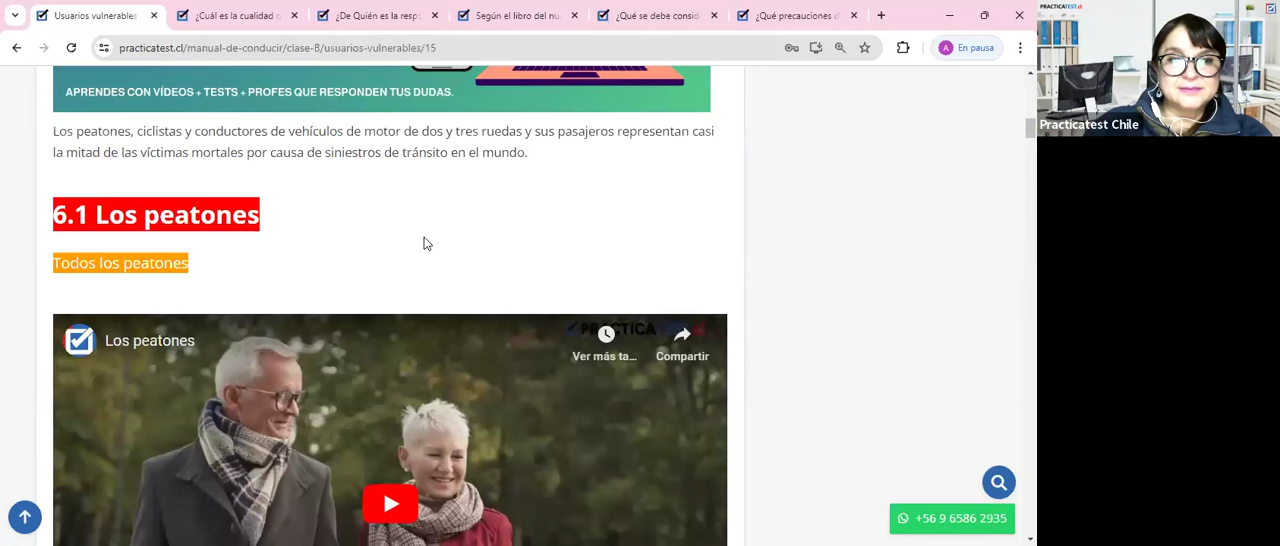 Usuarios vulnerables
¿Cuál es la cualidad q
¿De Quién es la resp
Según el libro del nu
¿Qué se debe consid
¿Qué precauciones d
practicatest.cl/manual-de-conducir/clase-B/usuarios-vulnerables/15
A
En pausa
PRACTICATEST.cl
Practicatest Chile
APRENDES CON VÍDEOS + TESTS + PROFES QUE RESPONDEN TUS DUDAS.
Los peatones, ciclistas y conductores de vehículos de motor de dos y tres ruedas y sus pasajeros representan casi
la mitad de las víctimas mortales por causa de siniestros de tránsito en el mundo.
6.1 Los peatones
Todos los peatones
Los peatones
PRACTICATEST.cl
Ver más ta...
Compartir
+56 9 6586 2935